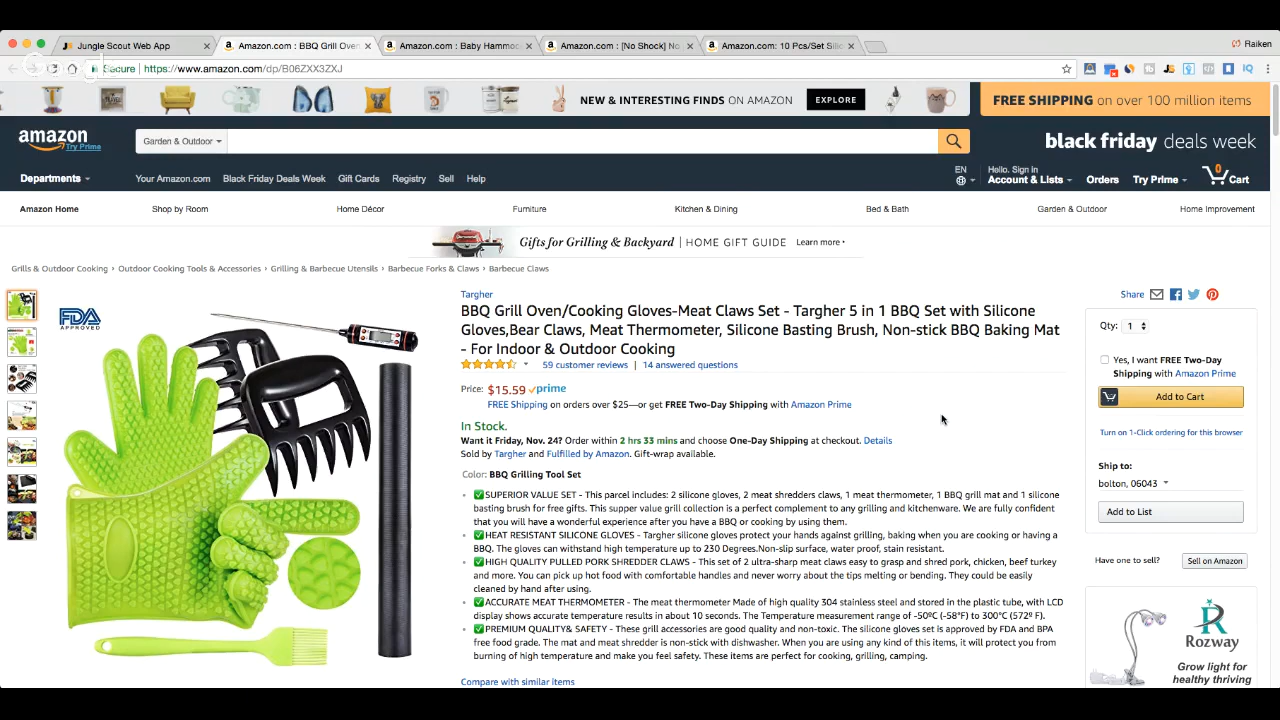 Jungle Scout Web App
Amazon.com : BBQ Grill Oven
Amazon.com : Baby Hammoc
Amazon.com : [No Shock] No
Amazon.com: 10 Pcs/Set Silic
Raiken
Secure
https://www.amazon.com/dp/B06ZXX3ZXJ
NEW & INTERESTING FINDS ON AMAZON
EXPLORE
FREE SHIPPING on over 100 million items
amazon
Try Prime
Garden & Outdoor
black friday deals week
Departments
Your Amazon.com
Black Friday Deals Week
Gift Cards
Registry
Sell
Help
EN
Hello. Sign in
Account & Lists
Orders
Try Prime
0
Cart
Amazon Home
Shop by Room
Home Décor
Furniture
Kitchen & Dining
Bed & Bath
Garden & Outdoor
Home Improvement
Gifts for Grilling & Backyard | HOME GIFT GUIDE Learn more ›
Grills & Outdoor Cooking › Outdoor Cooking Tools & Accessories › Grilling & Barbecue Utensils › Barbecue Forks & Claws › Barbecue Claws
FDA
APPROVED
Targher
BBQ Grill Oven/Cooking Gloves-Meat Claws Set - Targher 5 in 1 BBQ Set with Silicone
Gloves,Bear Claws, Meat Thermometer, Silicone Basting Brush, Non-stick BBQ Baking Mat
- For Indoor & Outdoor Cooking
59 customer reviews | 14 answered questions
Price: $15.59 prime
FREE Shipping on orders over $25—or get FREE Two-Day Shipping with Amazon Prime
In Stock.
Want it Friday, Nov. 24? Order within 2 hrs 33 mins and choose One-Day Shipping at checkout. Details
Sold by Targher and Fulfilled by Amazon. Gift-wrap available.
Color: BBQ Grilling Tool Set
✅SUPERIOR VALUE SET - This parcel includes: 2 silicone gloves, 2 meat shredders claws, 1 meat thermometer, 1 BBQ grill mat and 1 silicone
basting brush for free gifts. This supper value grill collection is a perfect complement to any grilling and kitchenware. We are fully confident
that you will have a wonderful experience after you have a BBQ or cooking by using them.
✅HEAT RESISTANT SILICONE GLOVES - Targher silicone gloves protect your hands against grilling, baking when you are cooking or having a
BBQ. The gloves can withstand high temperature up to 230 Degrees.Non-slip surface, water proof, stain resistant.
✅HIGH QUALITY PULLED PORK SHREDDER CLAWS - This set of 2 ultra-sharp meat claws easy to grasp and shred pork, chicken, beef turkey
and more. You can pick up hot food with comfortable handles and never worry about the tips melting or bending. They could be easily
cleaned by hand after using.
✅ACCURATE MEAT THERMOMETER - The meat thermometer Made of high quality 304 stainless steel and stored in the plastic tube, with LCD
display shows accurate temperature results in about 10 seconds. The Temperature measurement range of -50ºC (-58°F) to 300°C (572º F).
✅PREMIUM QUALITY& SAFETY - These grill accessories are good quality and non-toxic. The silicone gloves set is approved by FDA and BPA
free food grade. The mat and meat shredder is non-stick with dishwasher. When you are using any kind of this items, it will protect you from
burning of high temperature and make you feel safety. These items are perfect for cooking, grilling, camping.
Compare with similar items
Share
Qty: 1
Yes, I want FREE Two-Day
Shipping with Amazon Prime
Add to Cart
Turn on 1-Click ordering for this browser
Ship to:
bolton, 06043
Add to List
Have one to sell?
Sell on Amazon
Rozway
Grow light for
healthy thriving